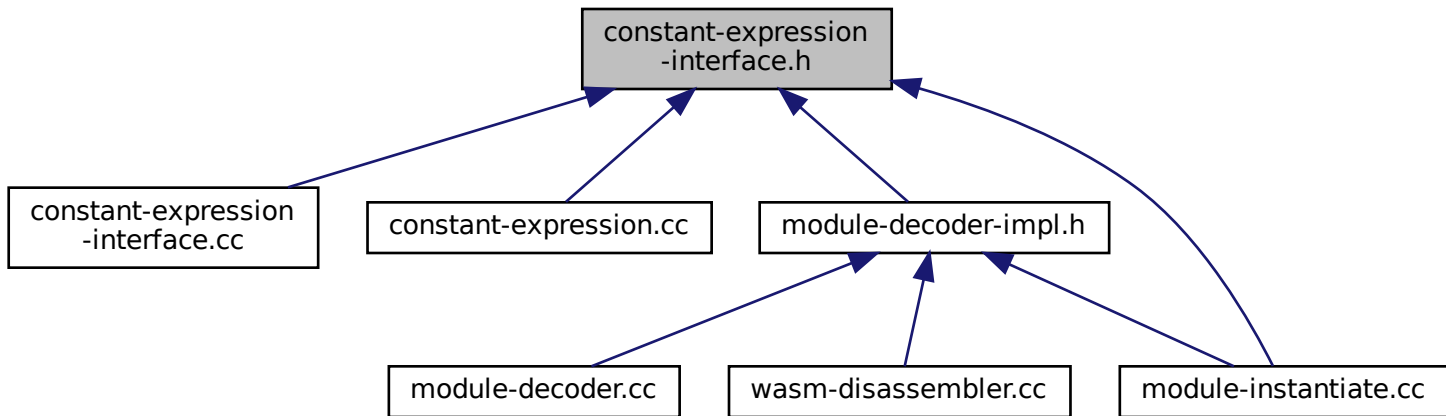 constant-expression
-interface.h
constant-expression
-interface.cc
constant-expression.cc
module-decoder-impl.h
module-decoder.cc
wasm-disassembler.cc
module-instantiate.cc